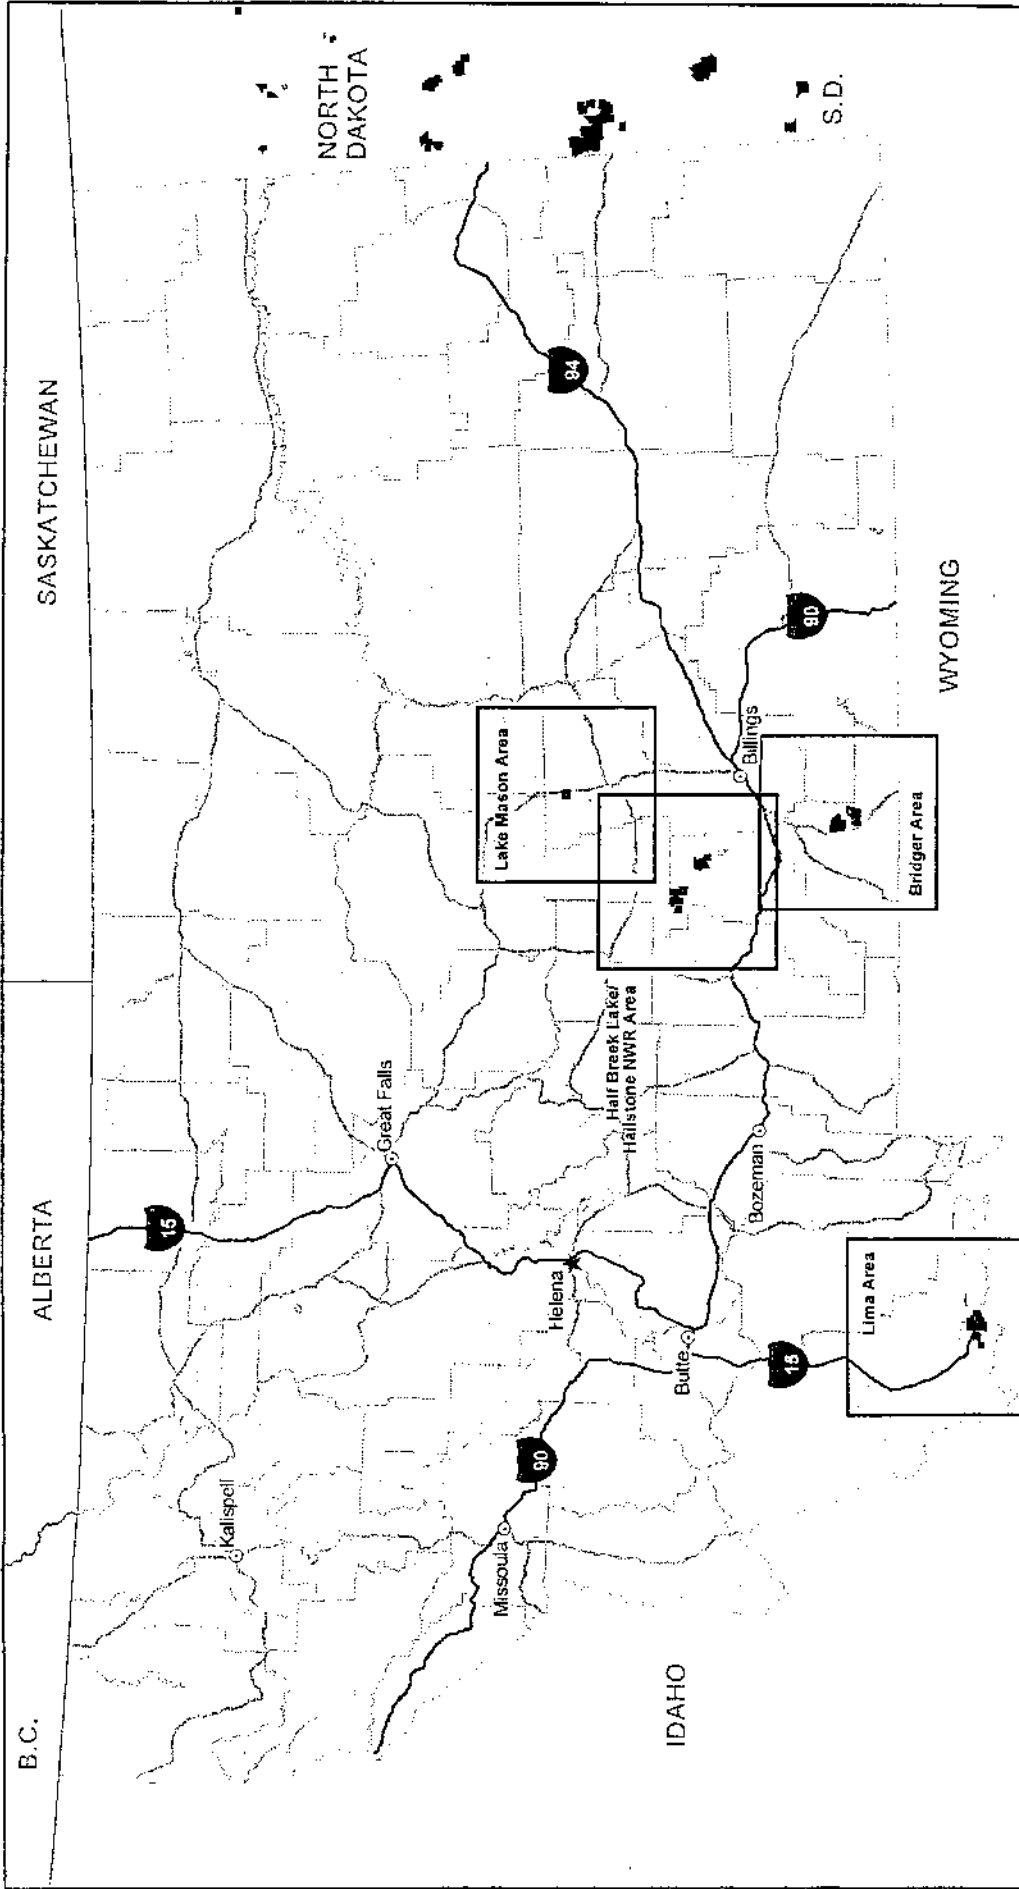 B.C.
ALBERTA
SASKATCHEWAN
NORTH
DAKOTA
S.D.
15
Kalispell
Great Falls
94
Missoula
90
Helena
Lake Mason Area
Half Breek Lake/
Hailstone NWR Area
Butte
15
Bozeman
Billings
90
IDAHO
Lima Area
Bridger Area
WYOMING